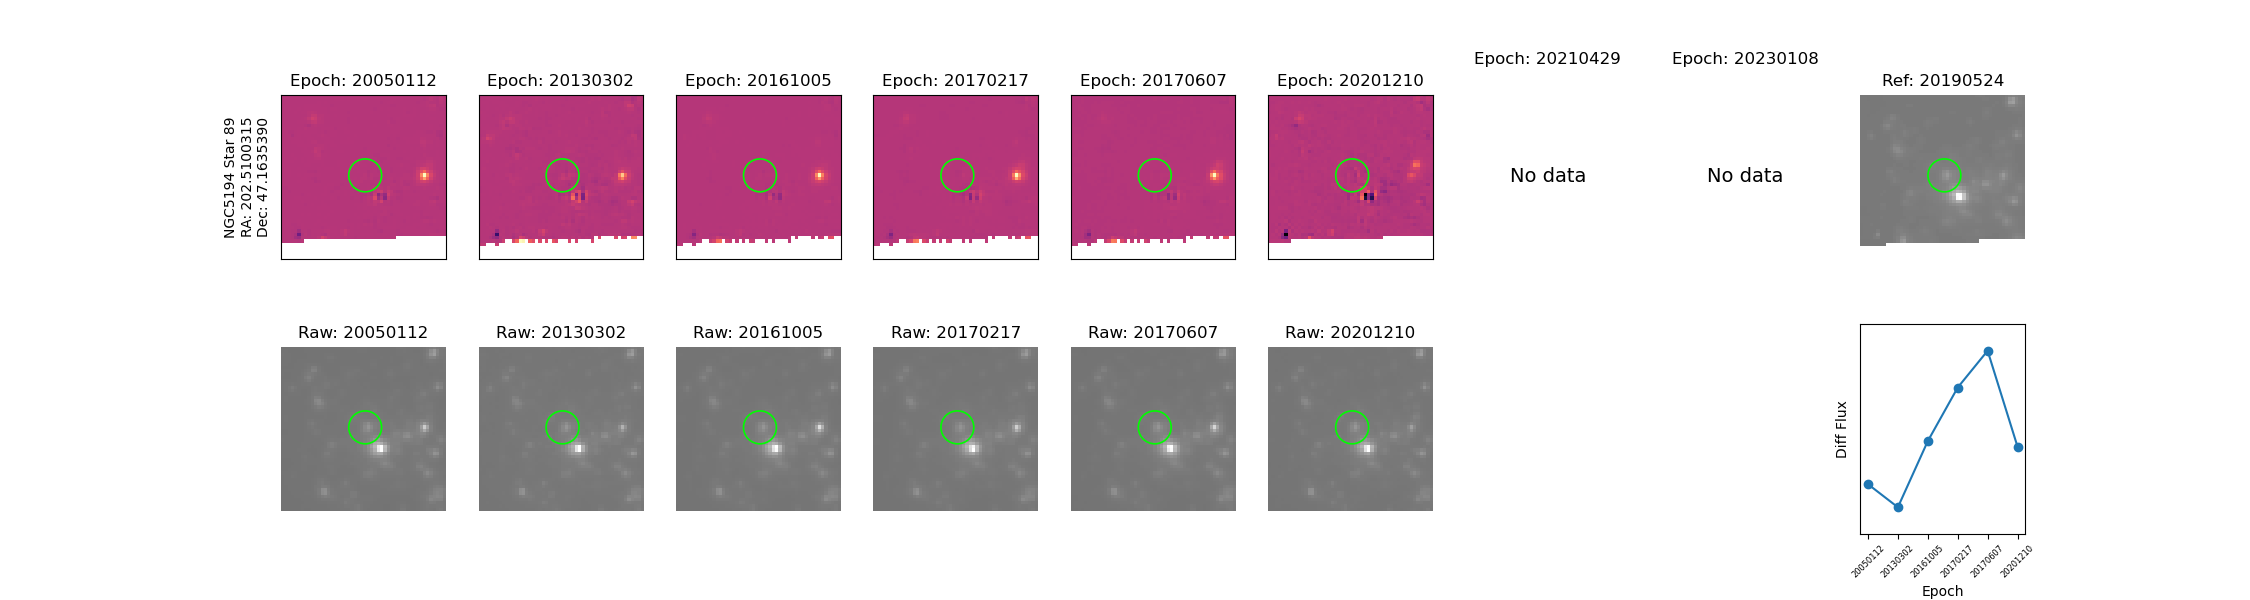 Epoch: 20210429
Epoch: 20230108
Epoch: 20050112
Epoch: 20130302
Epoch: 20161005
Epoch: 20170217
Epoch: 20170607
Epoch: 20201210
Ref: 20190524
NGC5194 Star 89
RA: 202.5100315
Dec: 47.1635390
No data
No data
Raw: 20050112
Raw: 20130302
Raw: 20161005
Raw: 20170217
Raw: 20170607
Raw: 20201210
Diff Flux
20050112
20130302
20161005
20170217
20170607
20201210
Epoch